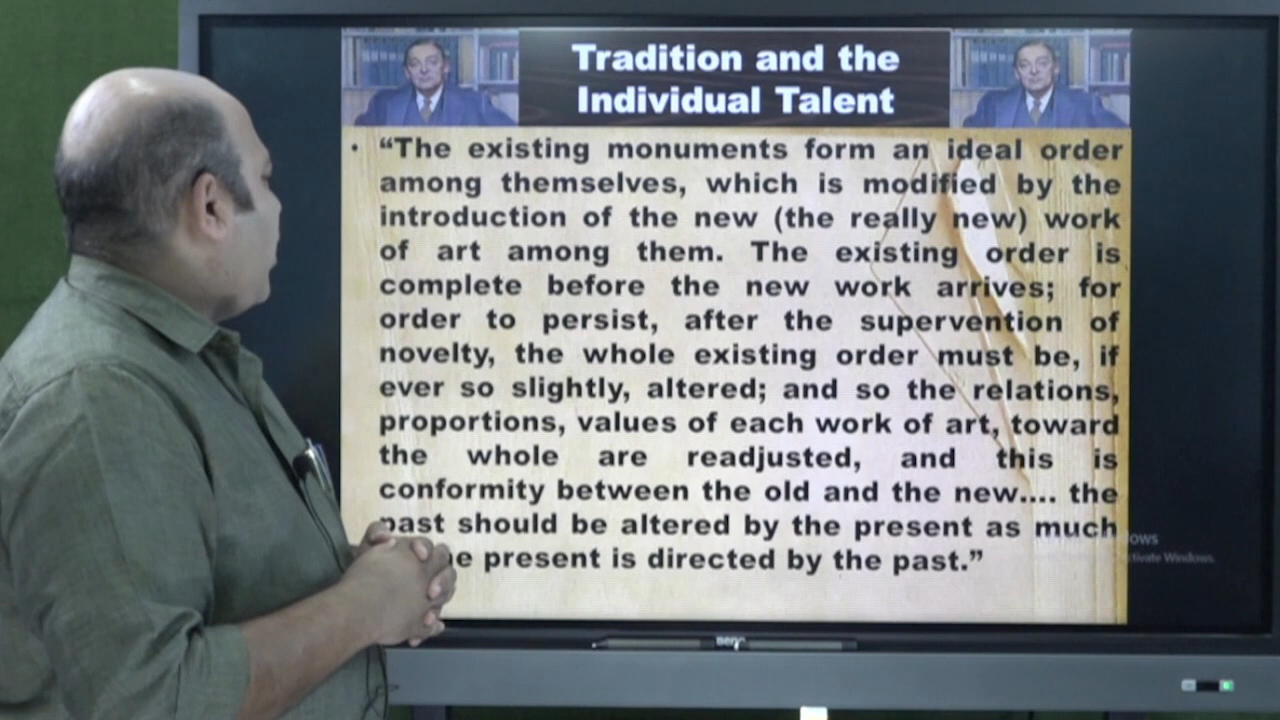 Tradition and the
Individual Talent
• “The existing monuments form an ideal order
among themselves, which is modified by the
introduction of the new (the really new) work
of art among them. The existing order is
complete before the new work arrives; for
order to persist, after the supervention of
novelty, the whole existing order must be, if
ever so slightly, altered; and so the relations,
proportions, values of each work of art, toward
the whole are readjusted, and this is
conformity between the old and the new.... the
past should be altered by the present as much
present is directed by the past.”
Windows.
BenQ